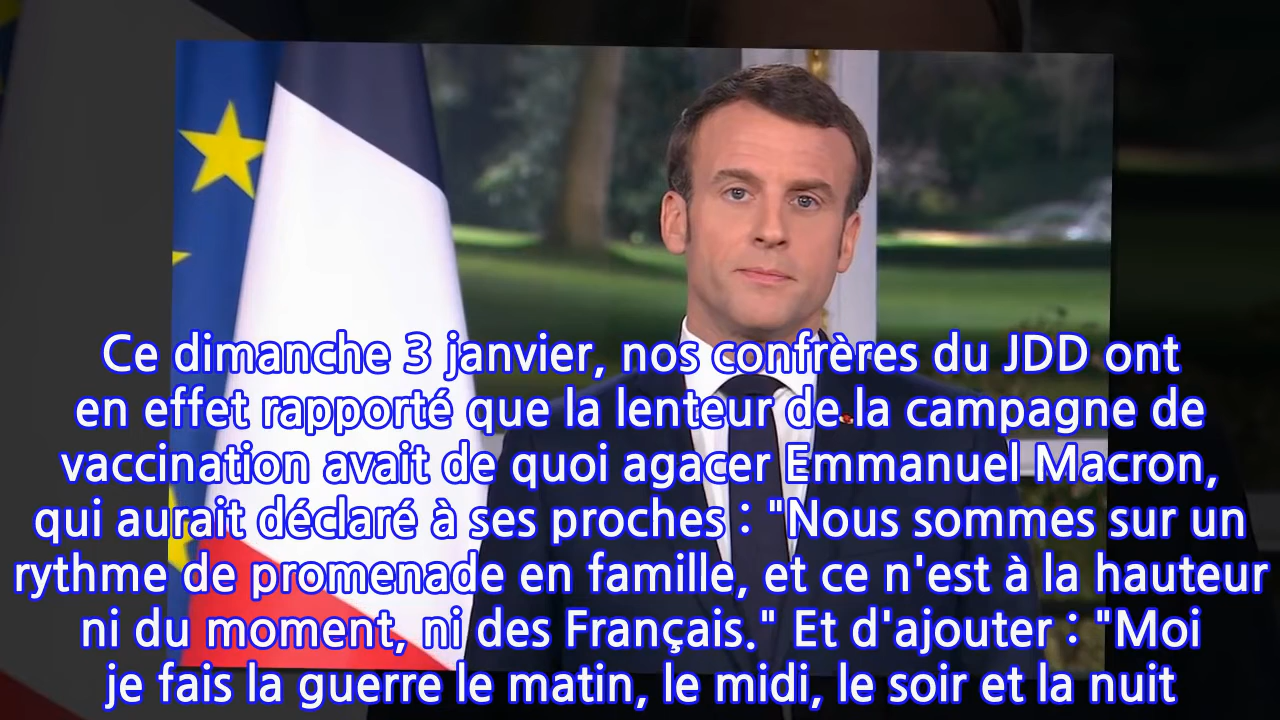 Ce dimanche 3 janvier, nos confrères du JDD ont
en effet rapporté que la lenteur de la campagne de
vaccination avait de quoi agacer Emmanuel Macron,
qui aurait déclaré à ses proches : "Nous sommes sur un
rythme de promenade en famille, et ce n'est à la hauteur
ni du moment, ni des Français." Et d'ajouter : "Moi
je fais la guerre le matin, le midi, le soir et la nuit